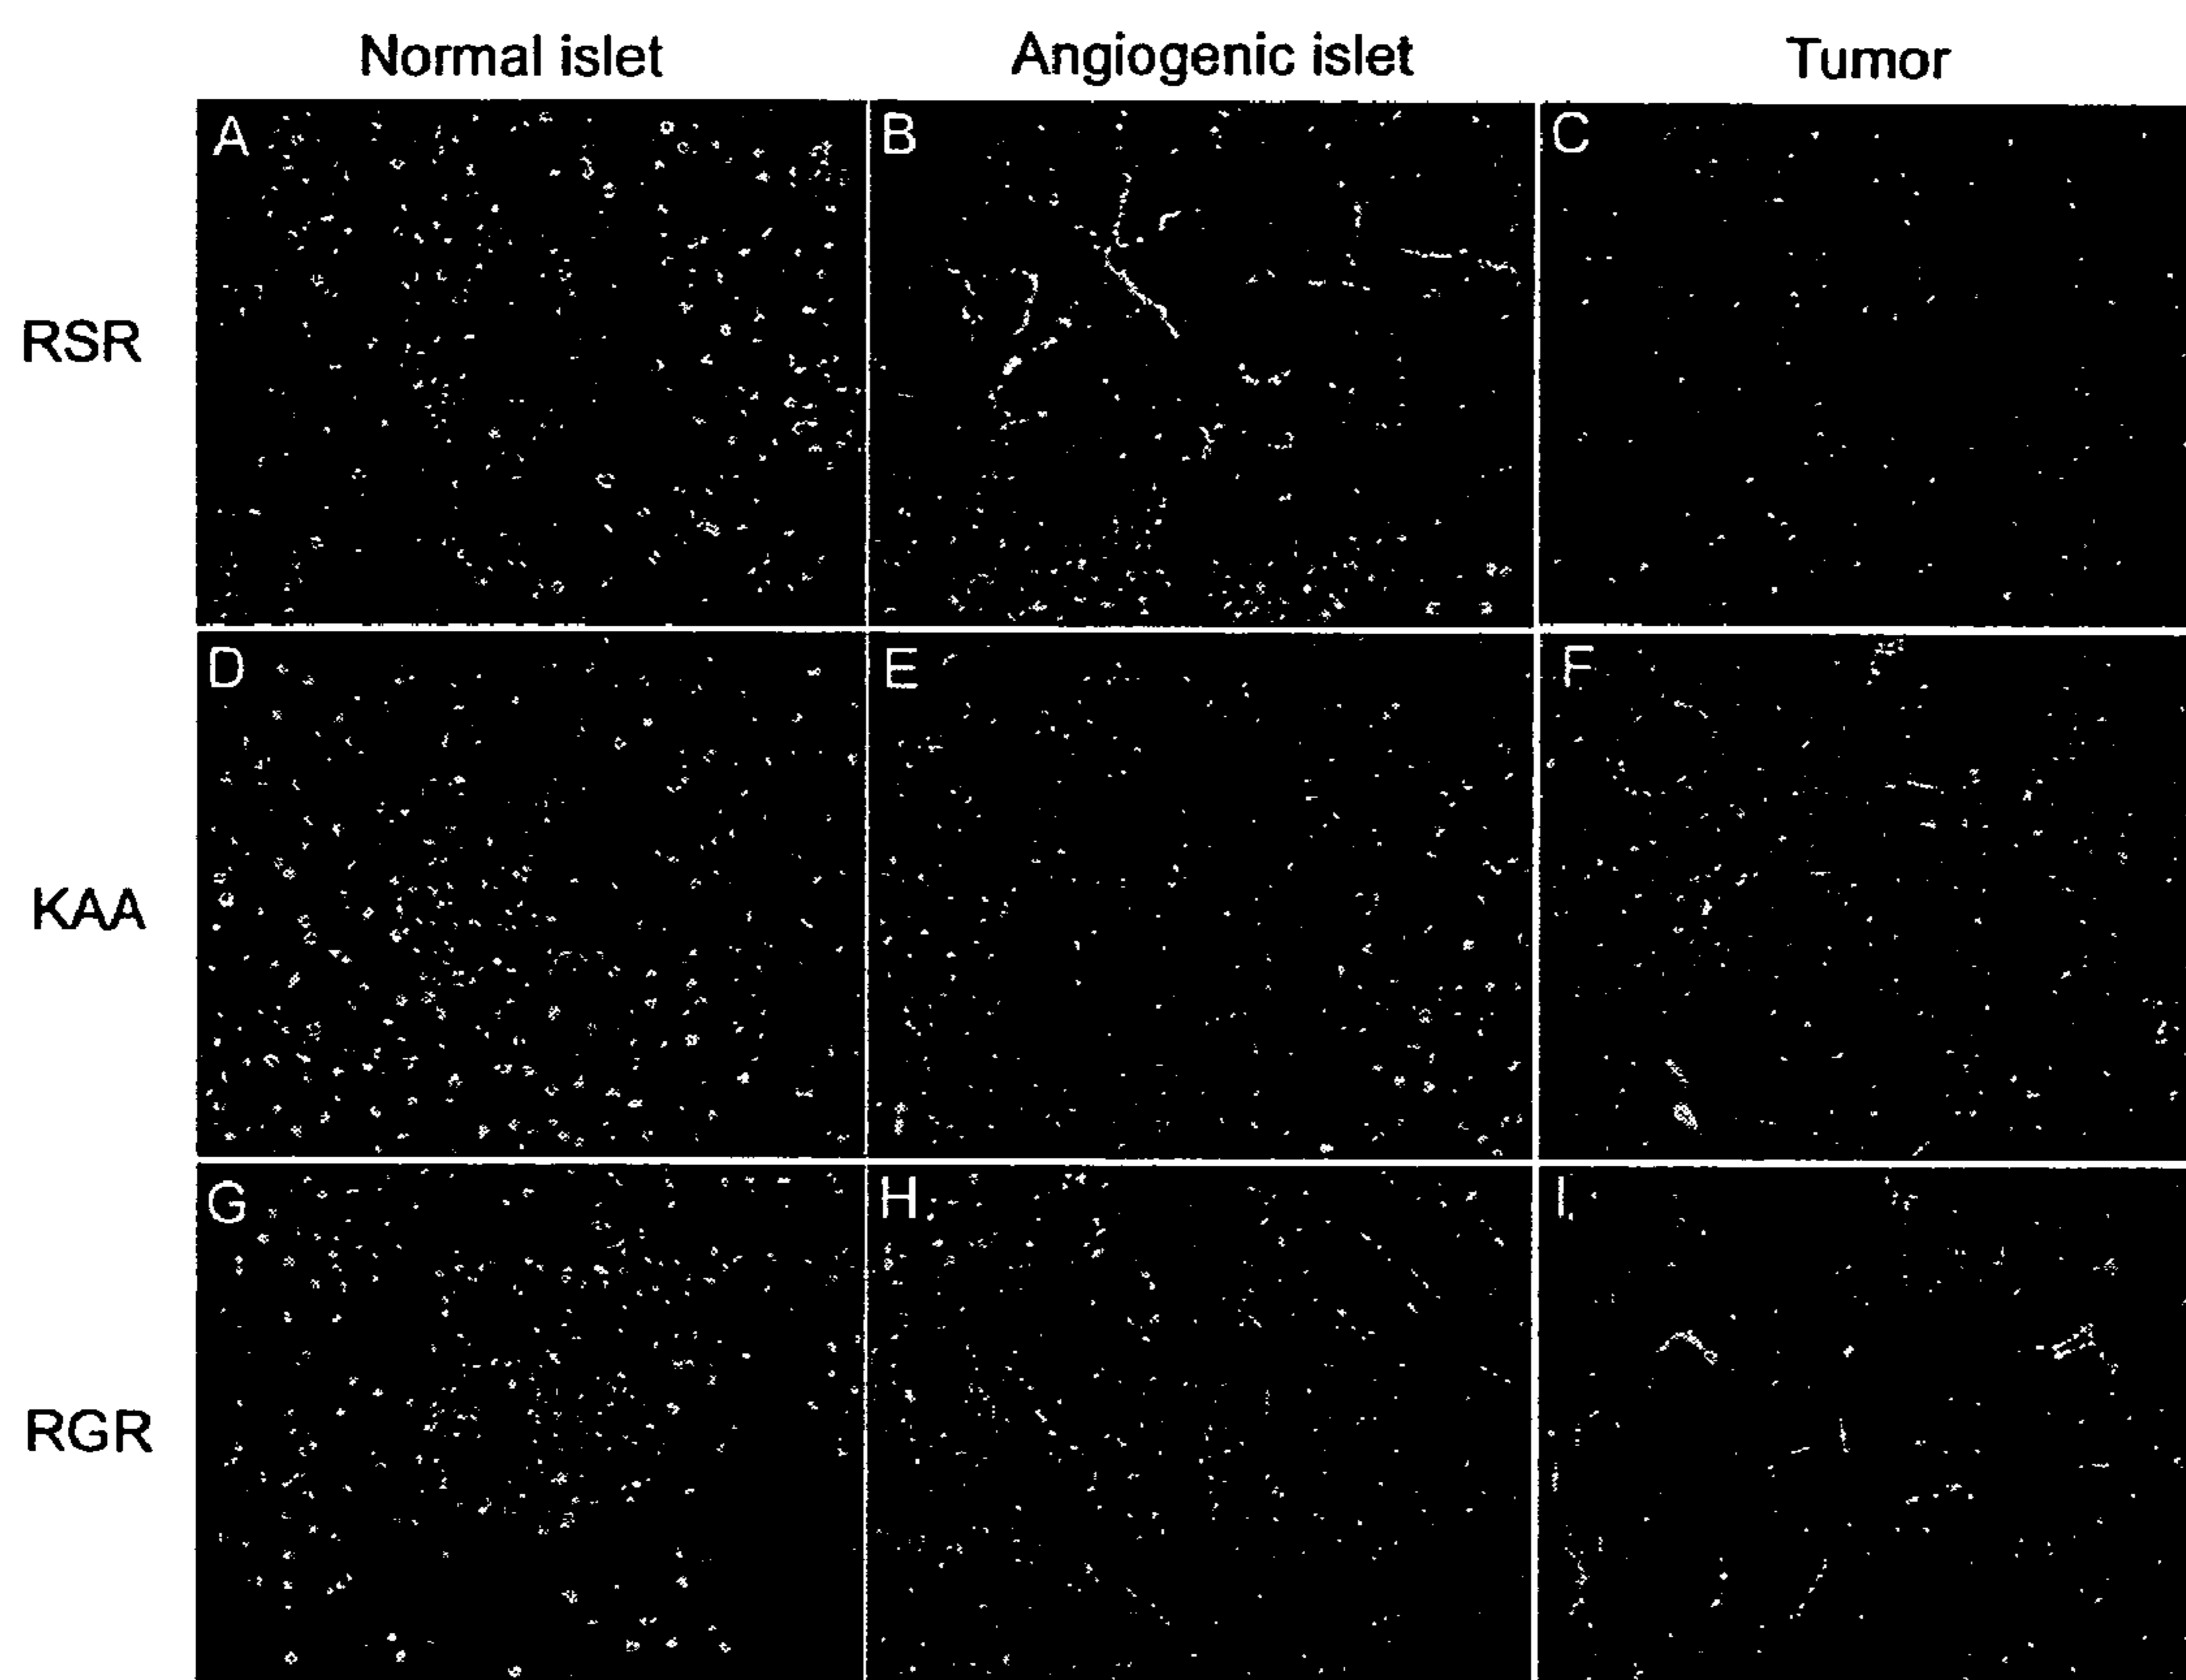 Normal islet Angiogenic islet Tumor
A B C
RSR
D E F
KAA
G H I
RGR